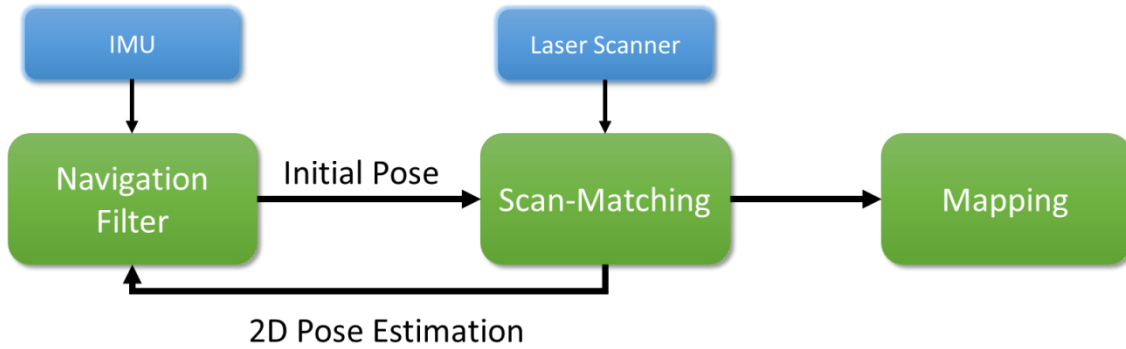 IMU
Laser Scanner
Navigation
Filter
Initial Pose
Scan-Matching
Mapping
2D Pose Estimation